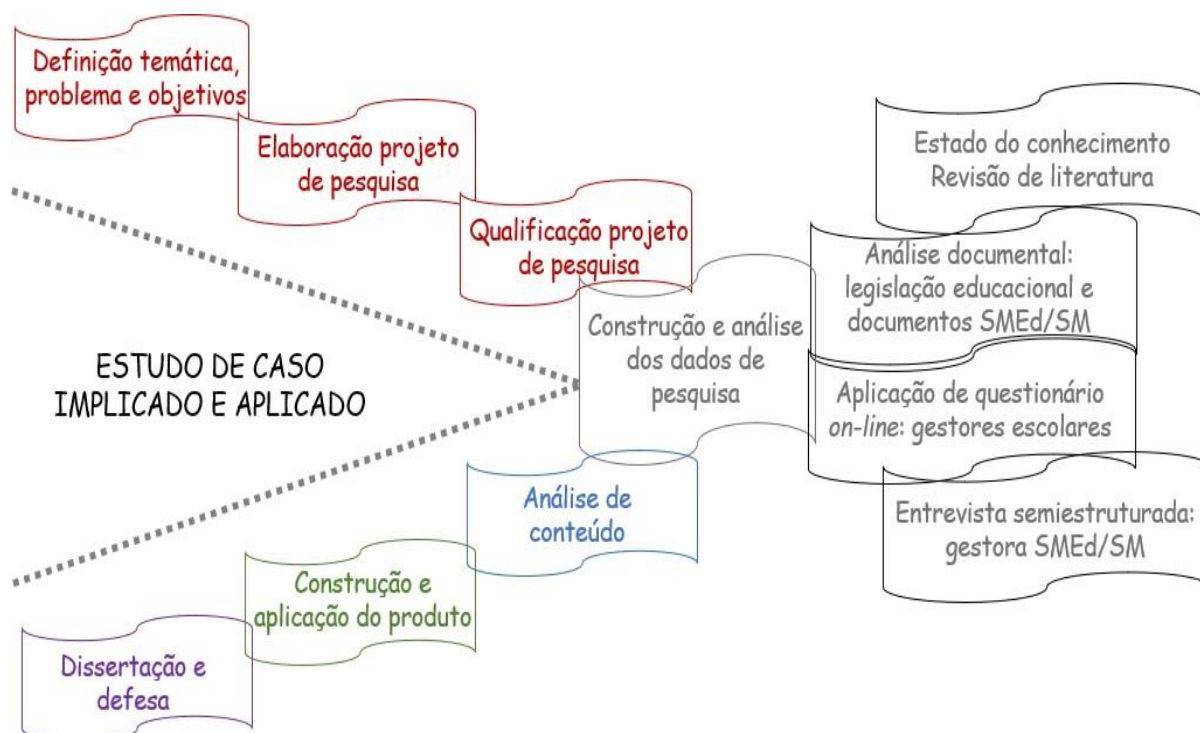 Definição temática,
problema e objetivos
Elaboração projeto
de pesquisa
Qualificação projeto
de pesquisa
Construção e análise
dos dados de
pesquisa
Estado do conhecimento
Revisão de literatura
Análise documental:
legislação educacional e
documentos SMEd/SM
Aplicação de questionário
on-line: gestores escolares
Entrevista semiestruturada:
gestora SMEd/SM
ESTUDO DE CASO
IMPLICADO E APLICADO
Análise de
conteúdo
Construção e
aplicação do produto
Dissertação e
defesa